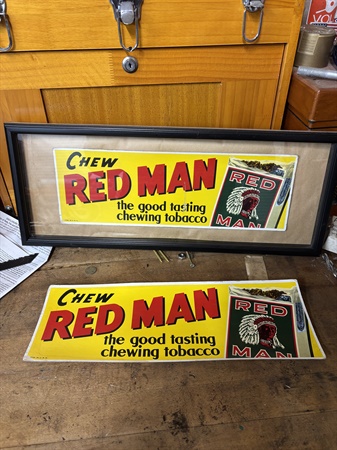 CHEW
RED MAN
the good tasting
chewing tobacco
RED
MAN
CHEW
RED MAN
the good tasting
chewing tobacco
RED
MAN